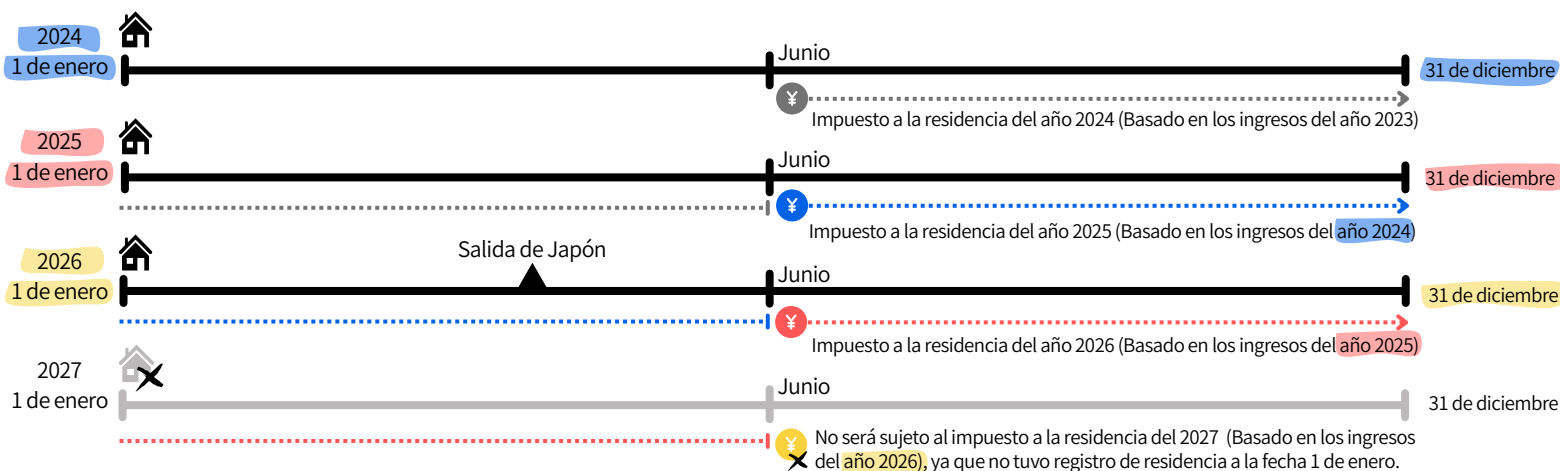 2024
1 de enero
Junio
31 de diciembre
¥
Impuesto a la residencia del año 2024 (Basado en los ingresos del año 2023)
2025
1 de enero
Junio
31 de diciembre
¥
Impuesto a la residencia del año 2025 (Basado en los ingresos del año 2024)
2026
1 de enero
Salida de Japón
Junio
31 de diciembre
¥
Impuesto a la residencia del año 2026 (Basado en los ingresos del año 2025)
2027
1 de enero
Junio
31 de diciembre
¥
No será sujeto al impuesto a la residencia del 2027 (Basado en los ingresos
del año 2026), ya que no tuvo registro de residencia a la fecha 1 de enero.